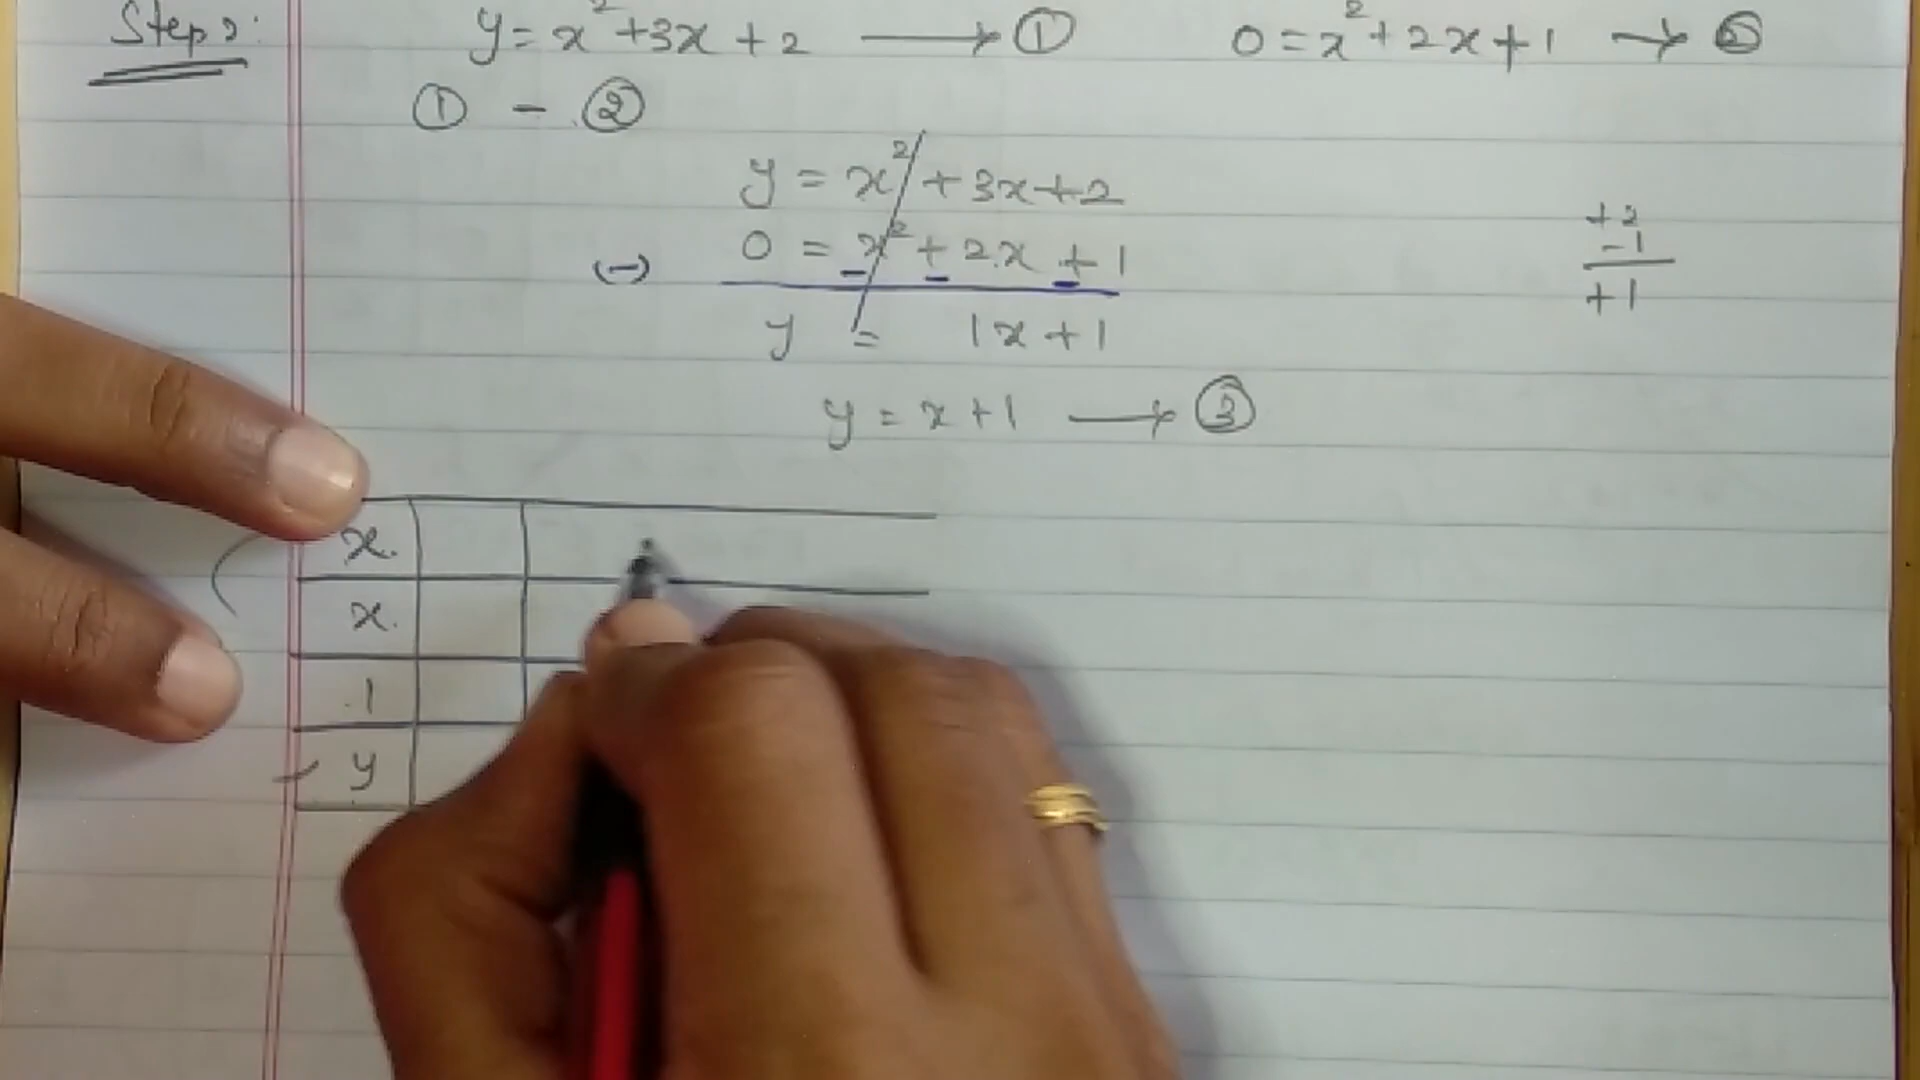 Step 2: y = x² + 3x + 2 → ① 0 = x² + 2x + 1 → ②
① - ②
y = x² + 3x + 2
0 = x² + 2x + 1
(-) - - -
y = 1x + 1
+2
-1
+1
y = x + 1 → ③
x
x
1
y